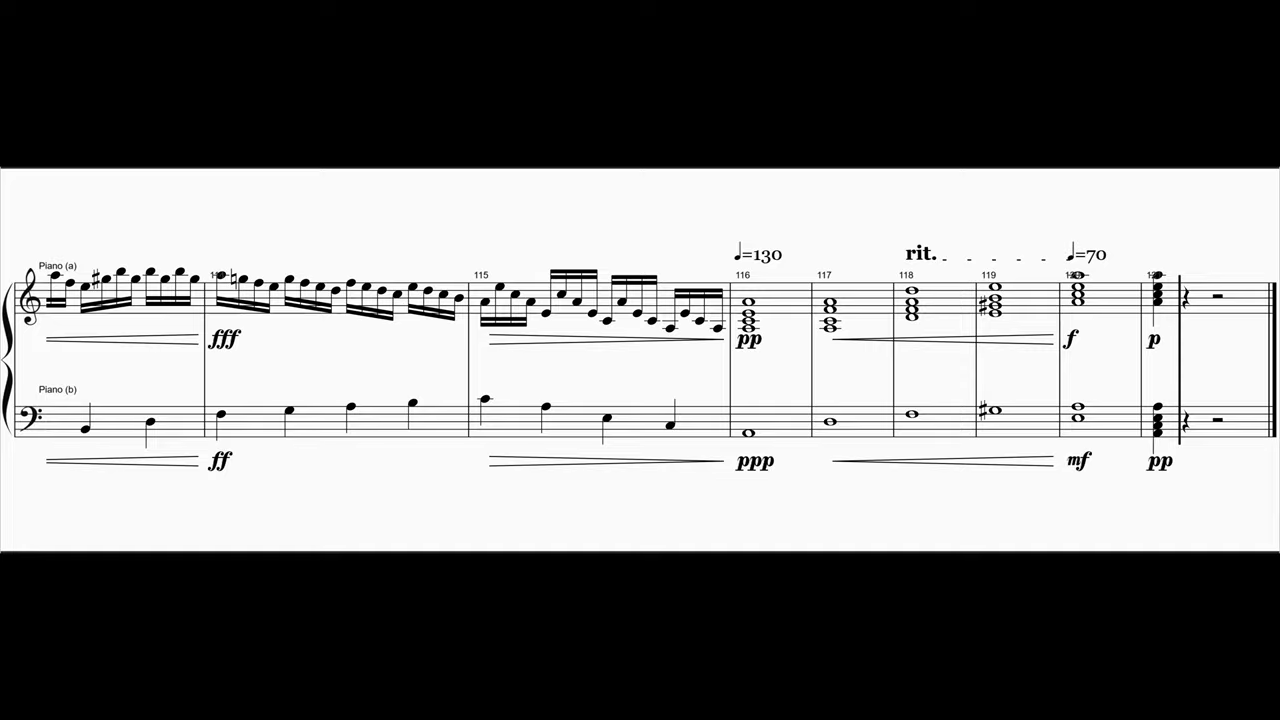 ♩=130 rit. ♩=70
Piano (a)
115 116 117 118 119
fff pp f p
Piano (b)
ff ppp mf pp